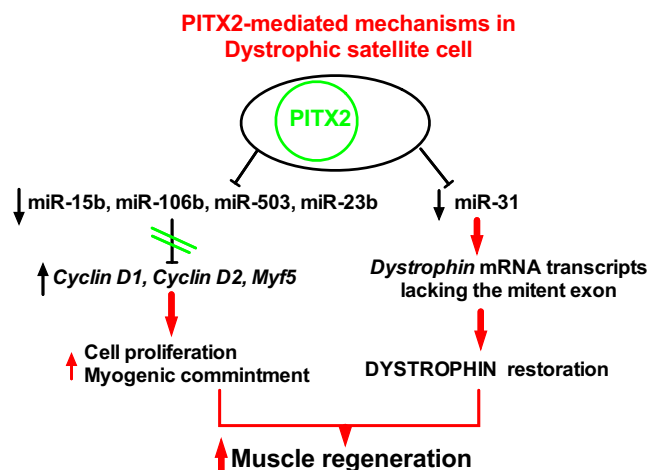 PITX2-mediated mechanisms in
Dystrophic satellite cell
PITX2
miR-15b, miR-106b, miR-503, miR-23b
miR-31
Cyclin D1, Cyclin D2, Myf5
Dystrophin mRNA transcripts
lacking the mitent exon
Cell proliferation
Myogenic commintment
DYSTROPHIN restoration
Muscle regeneration